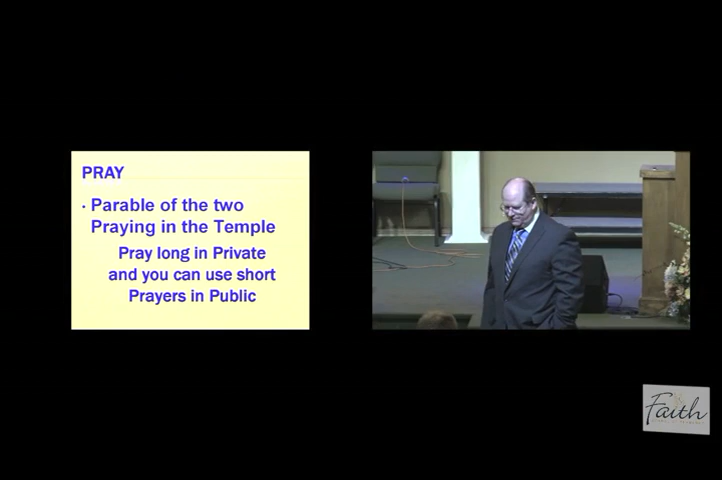 PRAY
· Parable of the two
Praying in the Temple
Pray long in Private
and you can use short
Prayers in Public
Faith